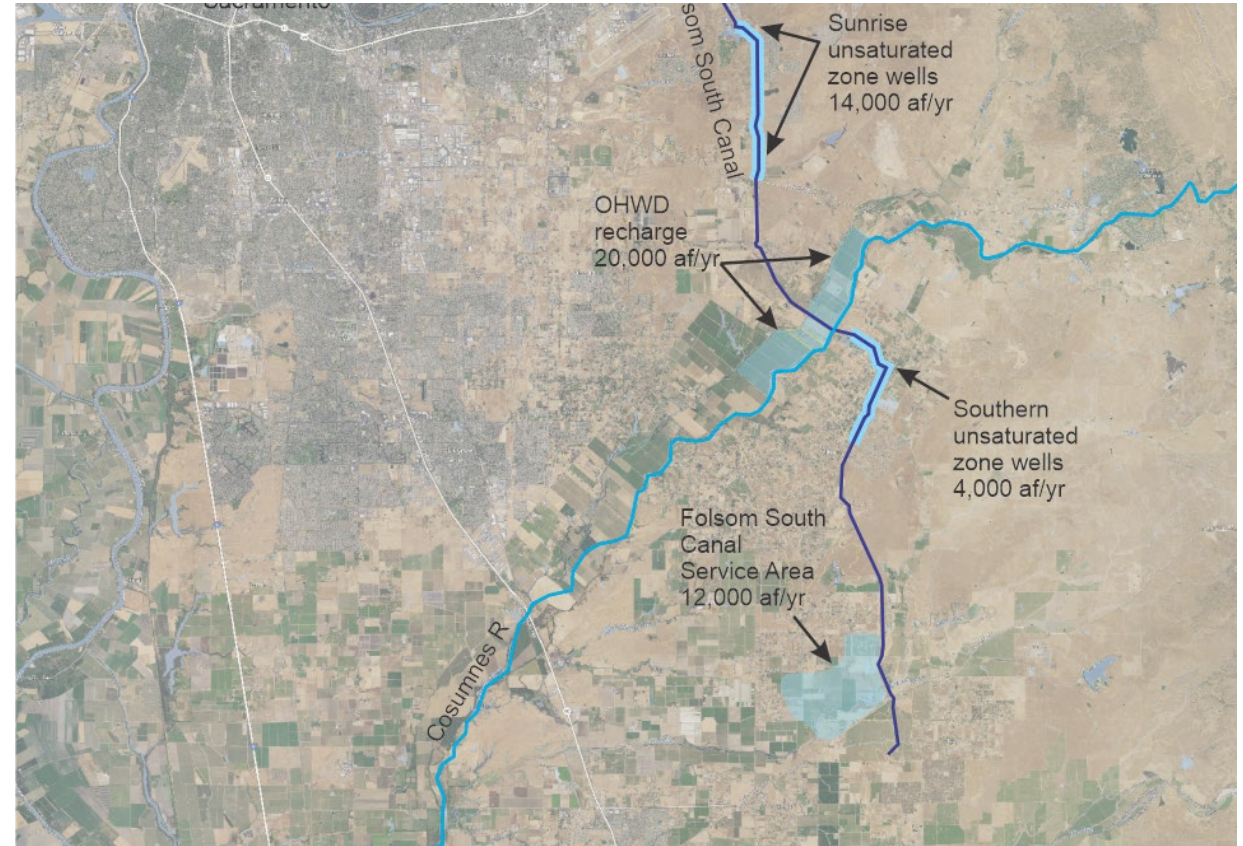 Sacramento
Sunrise
unsaturated
zone wells
14,000 af/yr
som South Canal
OHWD
recharge
20,000 af/yr
Southern
unsaturated
zone wells
4,000 af/yr
Folsom South
Canal
Service Area
12,000 af/yr
Cosumnes R